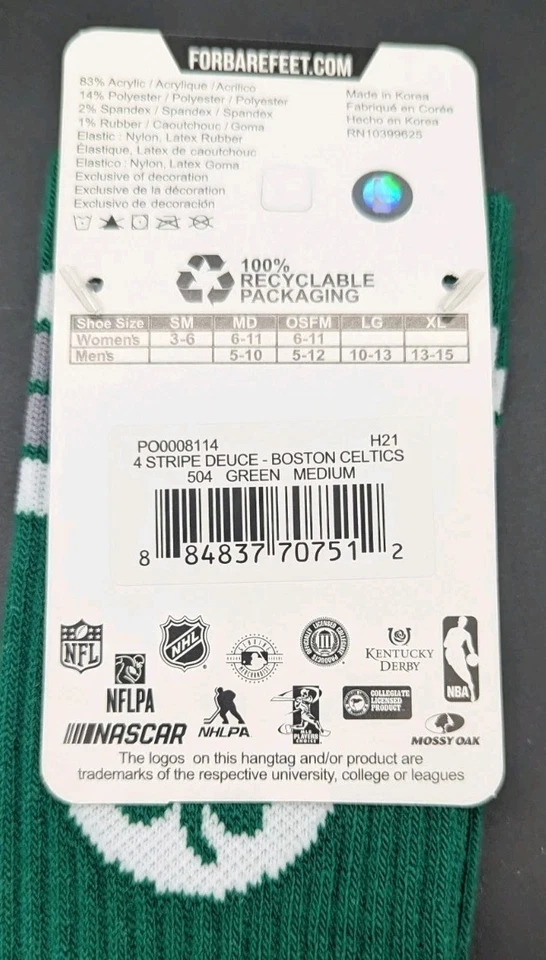 FORBAREFEET.COM
83% Acrylic / Acrylique / Acrílico
14% Polyester / Polyester / Polyester
2% Spandex / Spandex / Spandex
1% Rubber / Caoutchouc / Goma
Elastic : Nylon, Latex Rubber
Élastique, Latex de caoutchouc
Elastico : Nylon, Latex Goma
Exclusive of decoration
Exclusive de la décoration
Exclusivo de decoración
Made in Korea
Fabriqué en Corée
Hecho en Korea
RN10399625
100%
RECYCLABLE
PACKAGING
Shoe Size SM MD OSFM LG XL
Women's 3-6 6-11 6-11
Men's 5-10 5-12 10-13 13-15
PO0008114 H21
4 STRIPE DEUCE - BOSTON CELTICS
504 GREEN MEDIUM
8 84837 70751 2
NFL
NHL
KENTUCKY
DERBY
NBA
NFLPA
COLLEGIATE
LICENSED
PRODUCT
NASCAR
NHLPA
MLB
PLAYERS
CHOICE
MOSSY OAK
The logos on this hangtag and/or product are
trademarks of the respective university, college or leagues